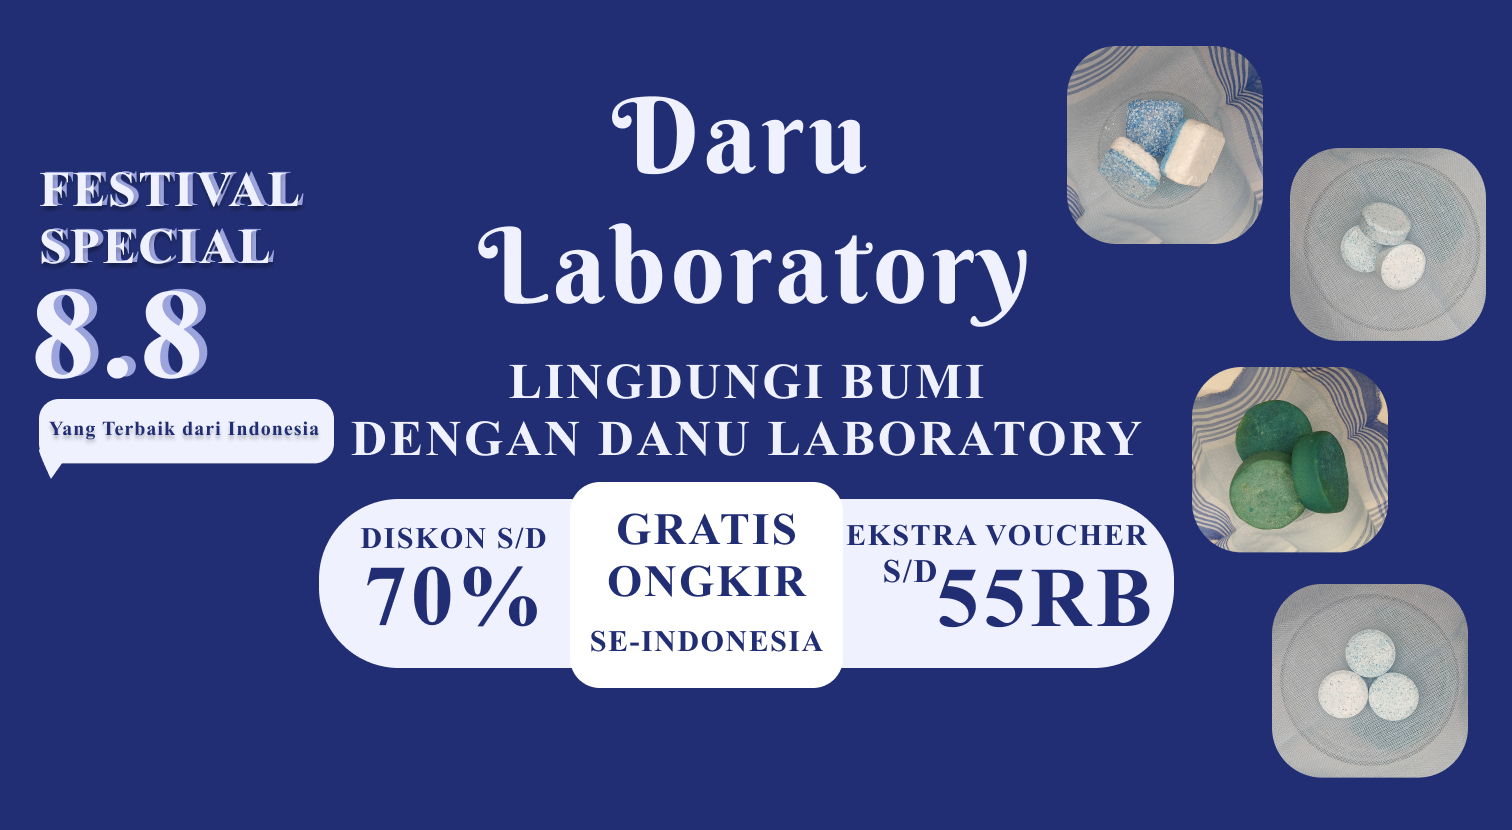 FESTIVAL
SPECIAL
8.8
Yang Terbaik dari Indonesia
Daru
Laboratory
LINGDUNGI BUMI
DENGAN DANU LABORATORY
DISKON S/D
70%
GRATIS
ONGKIR
SE-INDONESIA
EKSTRA VOUCHER
S/D 55RB